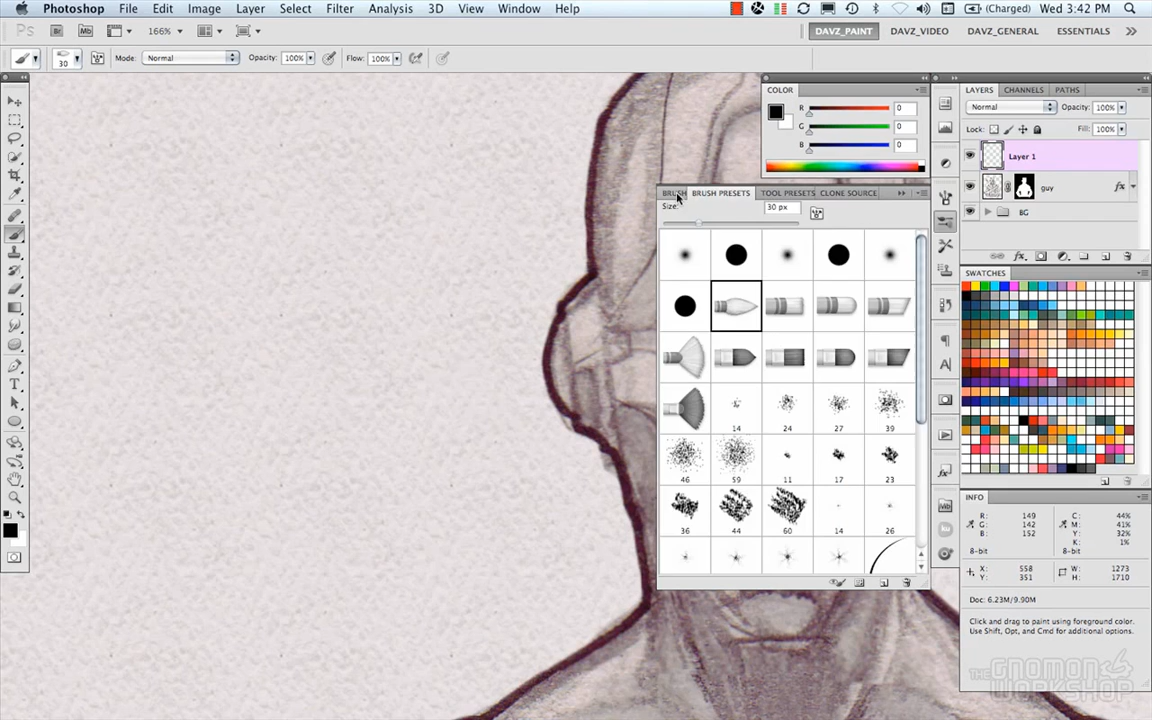 Photoshop File Edit Image Layer Select Filter Analysis 3D View Window Help (Charged) Wed 3:42 PM
Ps Br Mb 166% DAVZ_PAINT DAVZ_VIDEO DAVZ_GENERAL ESSENTIALS
30 Mode: Normal Opacity: 100% Flow: 100%
COLOR
R 0
G 0
B 0
LAYERS CHANNELS PATHS
Normal Opacity: 100%
Lock: Fill: 100%
Layer 1
guy fx
BG
BRUSH BRUSH PRESETS TOOL PRESETS CLONE SOURCE
Size: 30 px
14 24 27 39
46 59 11 17 23
36 44 60 14 26
SWATCHES
INFO
R: 149 C: 44%
G: 142 M: 41%
B: 152 Y: 32%
K: 1%
8-bit 8-bit
X: 558 W: 1273
Y: 351 H: 1710
Doc: 6.23M/9.90M
Click and drag to paint using foreground color.
Use Shift, Opt, and Cmd for additional options.
THE GNOMON
WORKSHOP